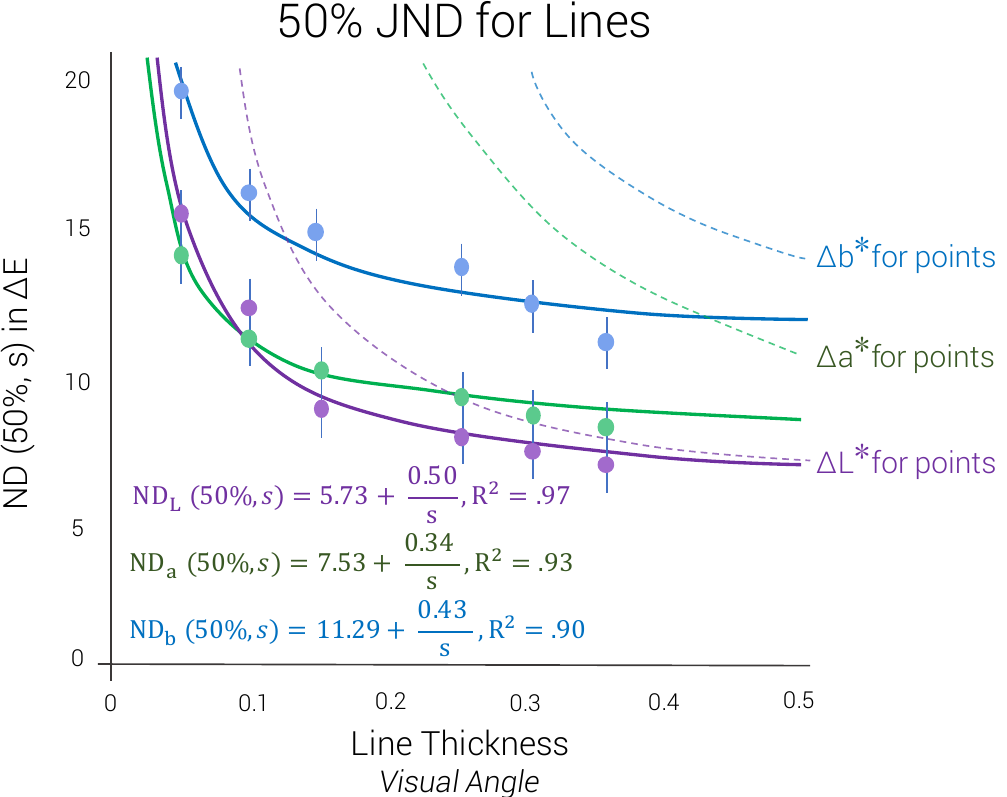 50% JND for Lines
20
15
10
5
0
ND (50%, s) in ΔE
Δb*for points
Δa*for points
ΔL*for points
ND_L (50%, s) = 5.73 + 0.50/s, R² = .97
ND_a (50%, s) = 7.53 + 0.34/s, R² = .93
ND_b (50%, s) = 11.29 + 0.43/s, R² = .90
0 0.1 0.2 0.3 0.4 0.5
Line Thickness
Visual Angle